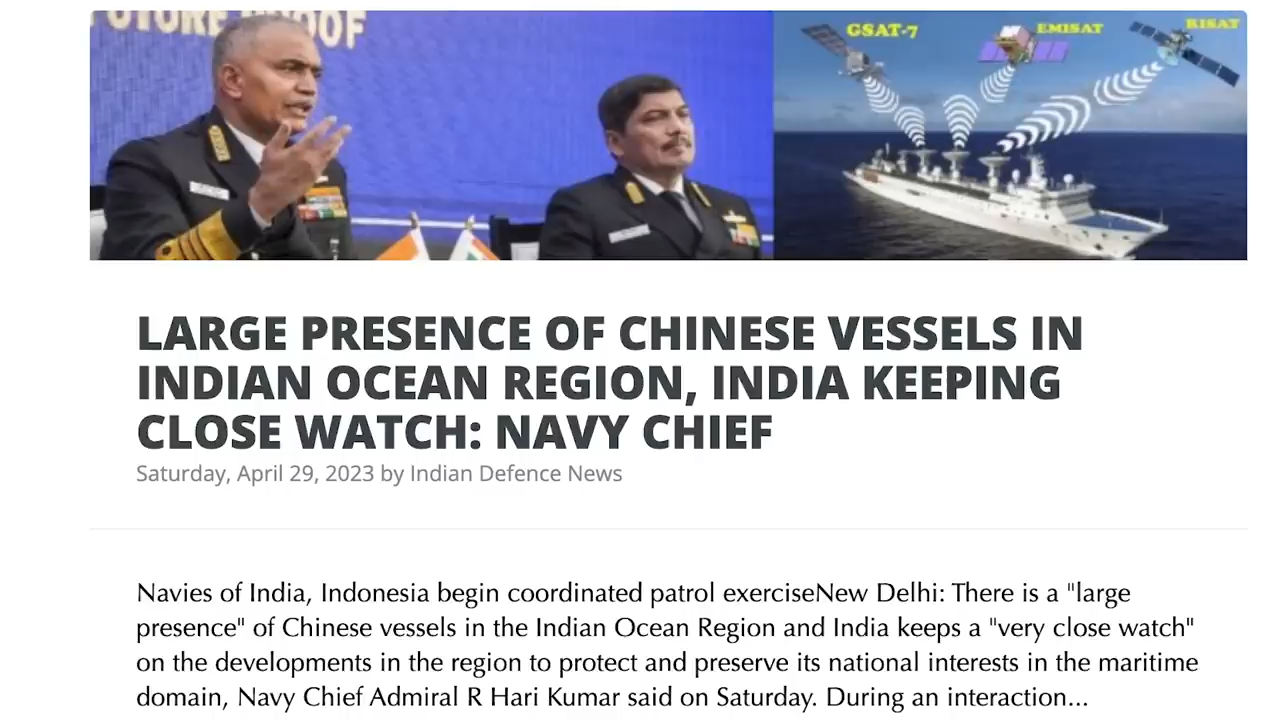 FUTURE PROOF
GSAT-7
EMISAT
RISAT
LARGE PRESENCE OF CHINESE VESSELS IN
INDIAN OCEAN REGION, INDIA KEEPING
CLOSE WATCH: NAVY CHIEF
Saturday, April 29, 2023 by Indian Defence News
Navies of India, Indonesia begin coordinated patrol exerciseNew Delhi: There is a "large
presence" of Chinese vessels in the Indian Ocean Region and India keeps a "very close watch"
on the developments in the region to protect and preserve its national interests in the maritime
domain, Navy Chief Admiral R Hari Kumar said on Saturday. During an interaction...